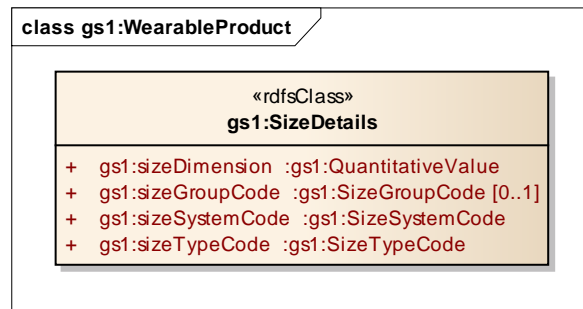 class gs1:WearableProduct
«rdfsClass»
gs1:SizeDetails
+ gs1:sizeDimension :gs1:QuantitativeValue
+ gs1:sizeGroupCode :gs1:SizeGroupCode [0..1]
+ gs1:sizeSystemCode :gs1:SizeSystemCode
+ gs1:sizeTypeCode :gs1:SizeTypeCode